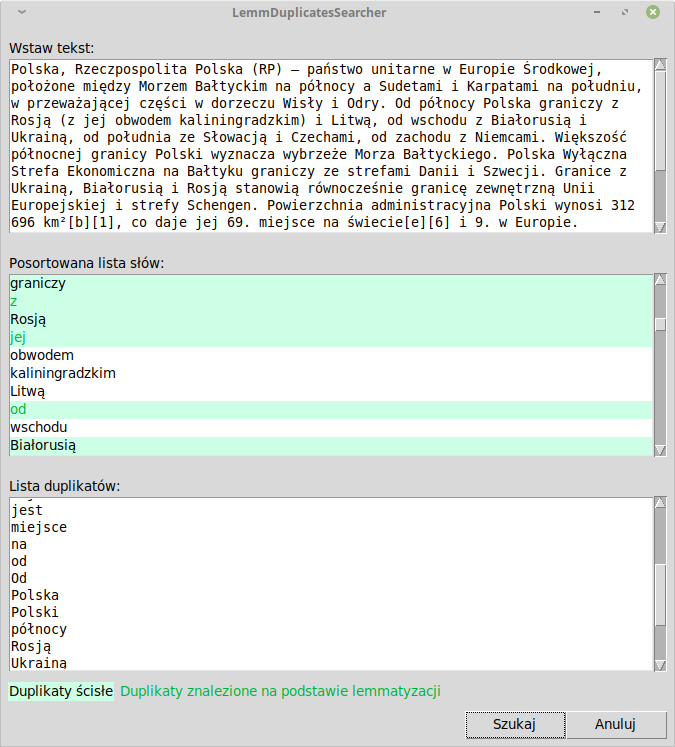 LemmDuplicatesSearcher
Wstaw tekst:
Polska, Rzeczpospolita Polska (RP) – państwo unitarne w Europie Środkowej,
położone między Morzem Bałtyckim na północy a Sudetami i Karpatami na południu,
w przeważającej części w dorzeczu Wisły i Odry. Od północy Polska graniczy z
Rosją (z jej obwodem kaliningradzkim) i Litwą, od wschodu z Białorusią i
Ukrainą, od południa ze Słowacją i Czechami, od zachodu z Niemcami. Większość
północnej granicy Polski wyznacza wybrzeże Morza Bałtyckiego. Polska Wyłączna
Strefa Ekonomiczna na Bałtyku graniczy ze strefami Danii i Szwecji. Granice z
Ukrainą, Białorusią i Rosją stanowią równocześnie granicę zewnętrzną Unii
Europejskiej i strefy Schengen. Powierzchnia administracyjna Polski wynosi 312
696 km²[b][1], co daje jej 69. miejsce na świecie[e][6] i 9. w Europie.
Posortowana lista słów:
graniczy
z
Rosją
jej
obwodem
kaliningradzkim
Litwą
od
wschodu
Białorusią
Lista duplikatów:
jest
miejsce
na
od
Od
Polska
Polski
północy
Rosją
Ukrainą
Duplikaty ścisłe Duplikaty znalezione na podstawie lemmatyzacji
Szukaj Anuluj